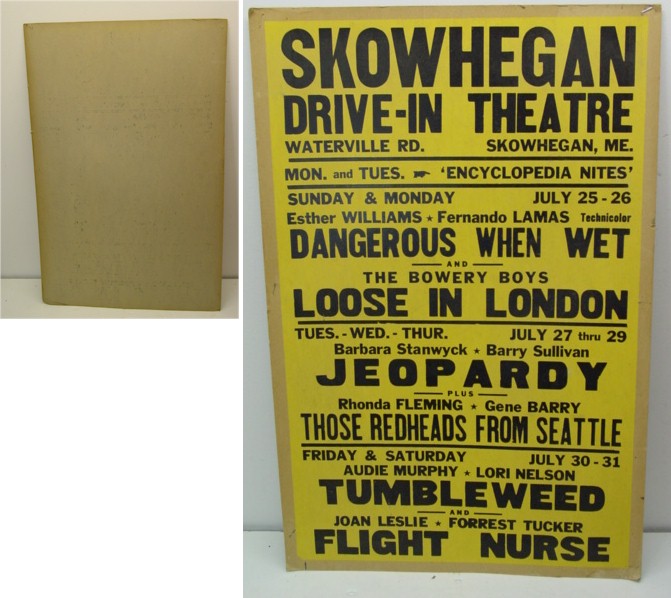 SKOWHEGAN
DRIVE-IN THEATRE
WATERVILLE RD. SKOWHEGAN, ME.
MON. and TUES. ☛ 'ENCYCLOPEDIA NITES'
SUNDAY & MONDAY JULY 25-26
Esther WILLIAMS ★ Fernando LAMAS Technicolor
DANGEROUS WHEN WET
AND
THE BOWERY BOYS
LOOSE IN LONDON
TUES. - WED. - THUR. JULY 27 thru 29
Barbara Stanwyck ★ Barry Sullivan
JEOPARDY
PLUS
Rhonda FLEMING ★ Gene BARRY
THOSE REDHEADS FROM SEATTLE
FRIDAY & SATURDAY JULY 30-31
AUDIE MURPHY ★ LORI NELSON
TUMBLEWEED
AND
JOAN LESLIE ★ FORREST TUCKER
FLIGHT NURSE